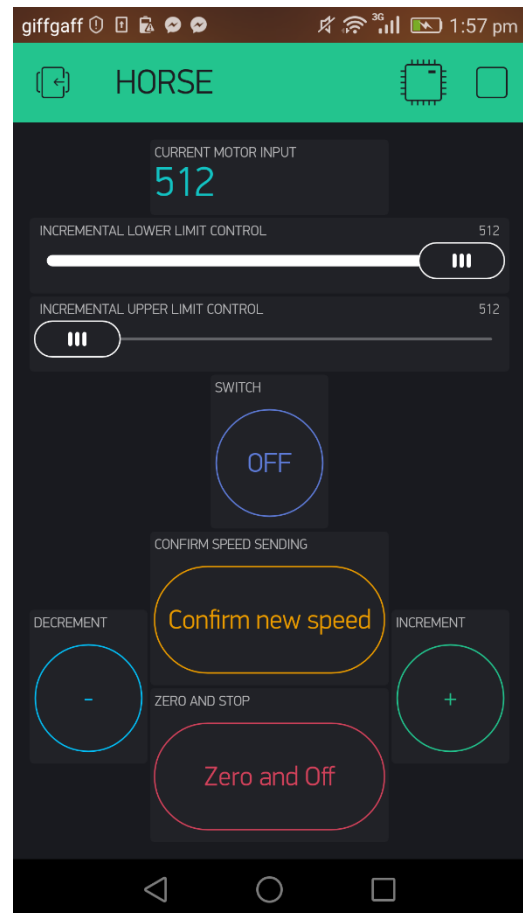 giffgaff 3G 1:57 pm
HORSE
CURRENT MOTOR INPUT
512
INCREMENTAL LOWER LIMIT CONTROL 512
INCREMENTAL UPPER LIMIT CONTROL 512
SWITCH
OFF
CONFIRM SPEED SENDING
Confirm new speed
DECREMENT
-
INCREMENT
+
ZERO AND STOP
Zero and Off